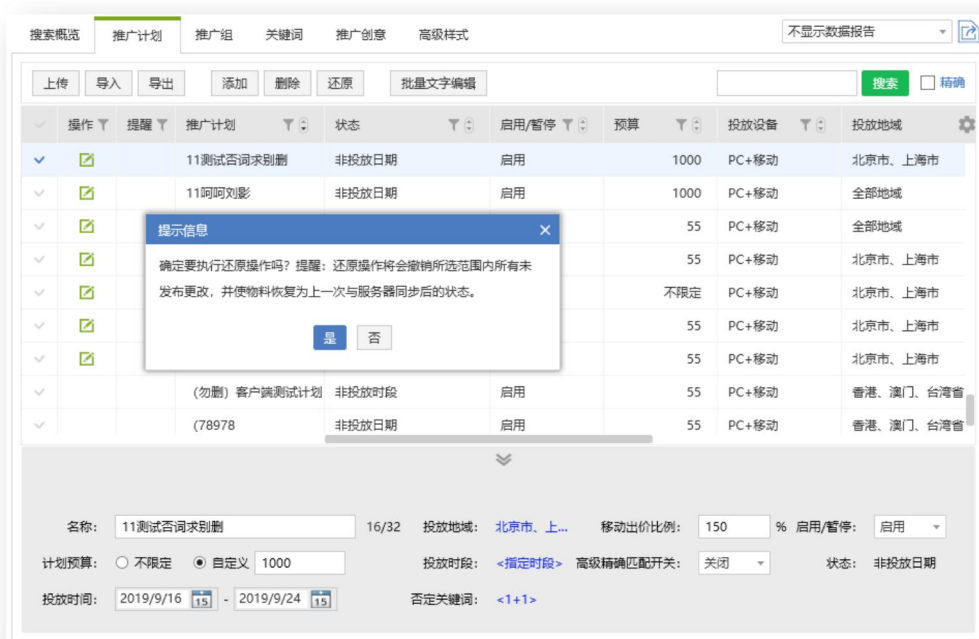 搜索概览 推广计划 推广组 关键词 推广创意 高级样式 不显示数据报告
上传 导入 导出 添加 删除 还原 批量文字编辑 搜索 精确
操作 提醒 推广计划 状态 启用/暂停 预算 投放设备 投放地域
11测试否词求别删 非投放日期 启用 1000 PC+移动 北京市、上海市
11呵呵刘影 非投放日期 启用 1000 PC+移动 全部地域
55 PC+移动 全部地域
55 PC+移动 北京市、上海市
不限定 PC+移动 北京市、上海市
55 PC+移动 北京市、上海市
55 PC+移动 北京市、上海市
提示信息
确定要执行还原操作吗？提醒：还原操作将会撤销所选范围内所有未
发布更改，并使物料恢复为上一次与服务器同步后的状态。
是 否
(勿删) 客户端测试计划 非投放时段 启用 55 PC+移动 香港、澳门、台湾省
(78978 非投放日期 启用 55 PC+移动 香港、澳门、台湾省
名称: 11测试否词求别删 16/32 投放地域: 北京市、上... 移动出价比例: 150 % 启用/暂停: 启用
计划预算: 不限定 自定义 1000 投放时段: <指定时段> 高级精确匹配开关: 关闭 状态: 非投放日期
投放时间: 2019/9/16 15 - 2019/9/24 15 否定关键词: <1+1>